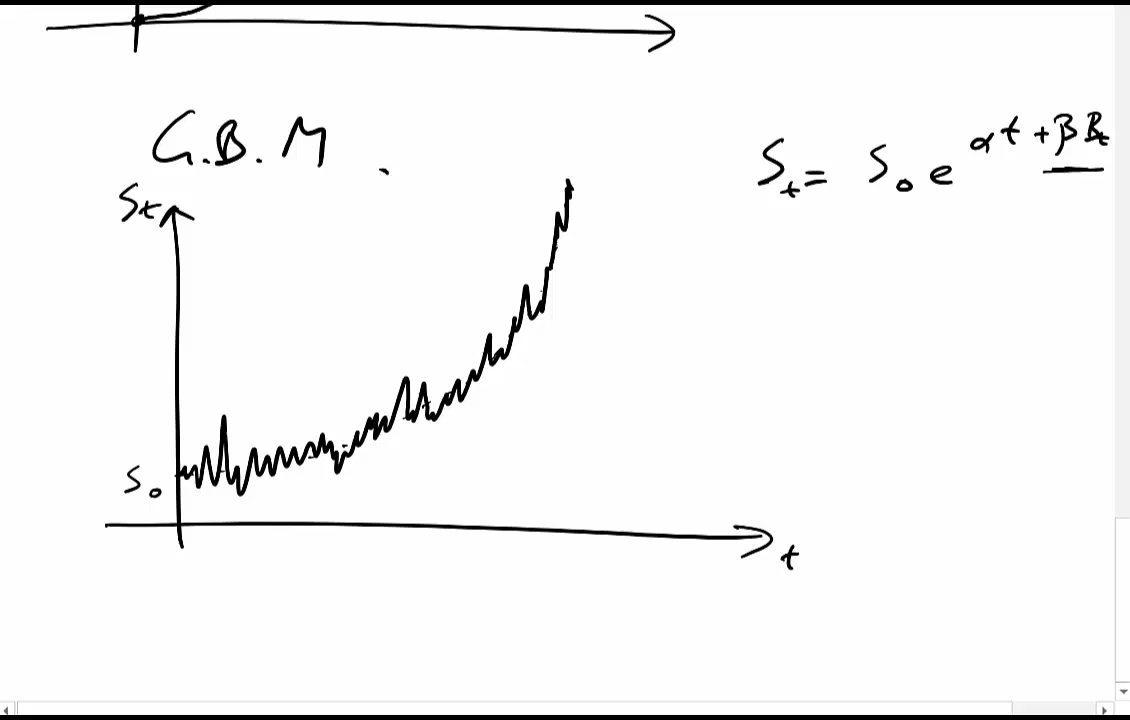 G.B.M.
S_t = S_0 e^{αt + βB_t}
S_t
S_0
t